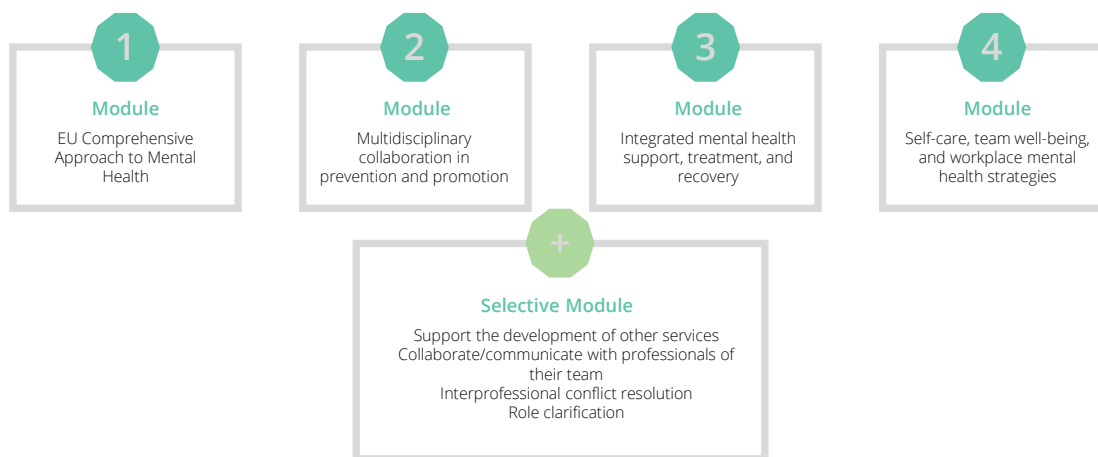 1
Module
EU Comprehensive
Approach to Mental
Health
2
Module
Multidisciplinary
collaboration in
prevention and promotion
3
Module
Integrated mental health
support, treatment, and
recovery
4
Module
Self-care, team well-being,
and workplace mental
health strategies
+
Selective Module
Support the development of other services
Collaborate/communicate with professionals of
their team
Interprofessional conflict resolution
Role clarification